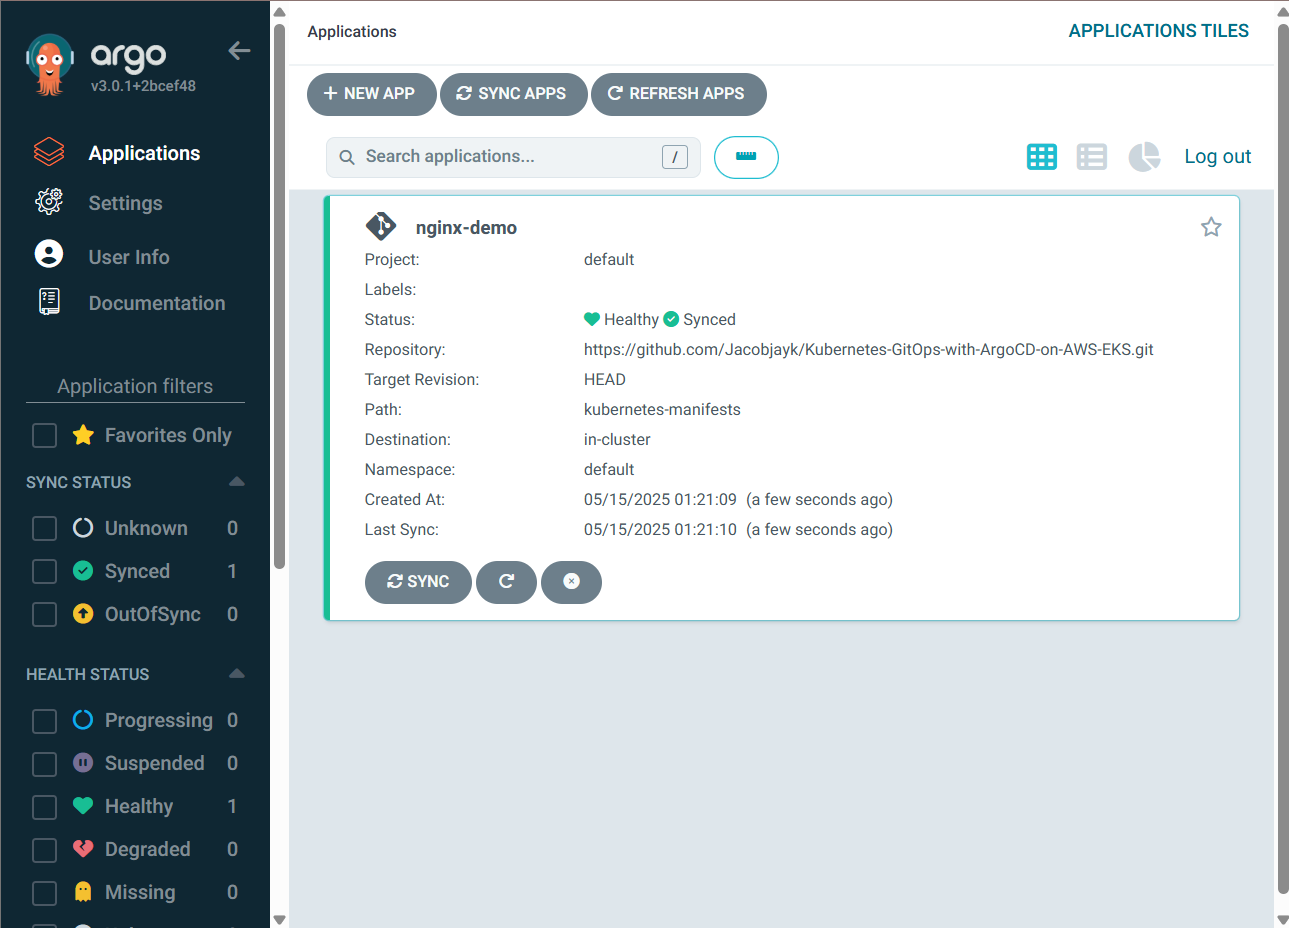 argo
v3.0.1+2bcef48
Applications
Settings
User Info
Documentation
Application filters
Favorites Only
SYNC STATUS
Unknown 0
Synced 1
OutOfSync 0
HEALTH STATUS
Progressing 0
Suspended 0
Healthy 1
Degraded 0
Missing 0
Applications
APPLICATIONS TILES
+ NEW APP
SYNC APPS
REFRESH APPS
Search applications... /
Log out
nginx-demo
Project: default
Labels:
Status: Healthy Synced
Repository: https://github.com/Jacobjayk/Kubernetes-GitOps-with-ArgoCD-on-AWS-EKS.git
Target Revision: HEAD
Path: kubernetes-manifests
Destination: in-cluster
Namespace: default
Created At: 05/15/2025 01:21:09 (a few seconds ago)
Last Sync: 05/15/2025 01:21:10 (a few seconds ago)
SYNC